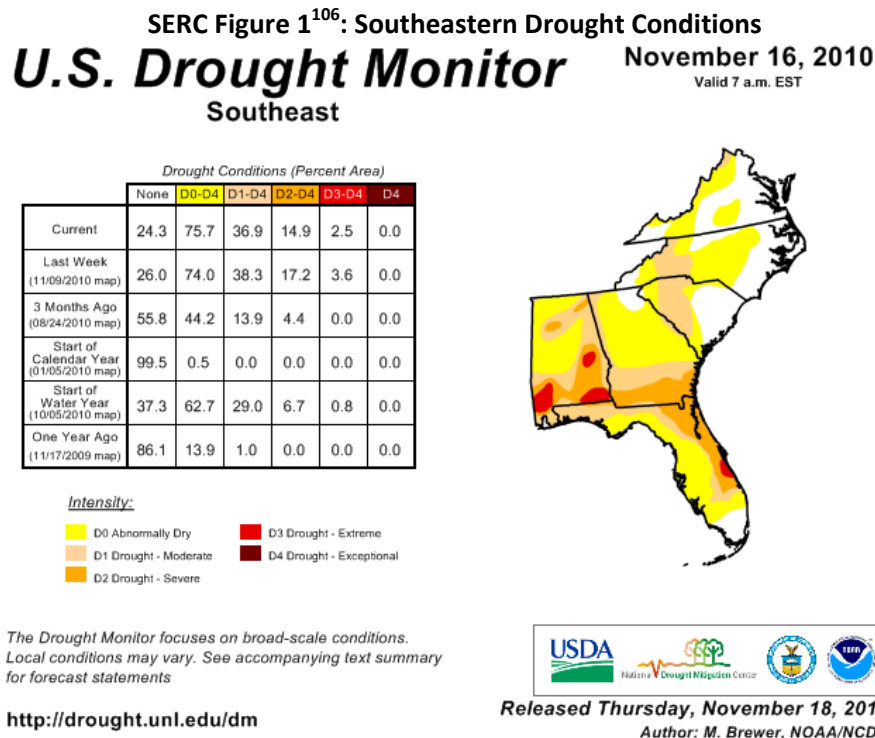 SERC Figure 1106: Southeastern Drought Conditions
U.S. Drought Monitor
November 16, 2010
Valid 7 a.m. EST
Southeast
Drought Conditions (Percent Area)
None D0-D4 D1-D4 D2-D4 D3-D4 D4
Current 24.3 75.7 36.9 14.9 2.5 0.0
Last Week
(11/09/2010 map) 26.0 74.0 38.3 17.2 3.6 0.0
3 Months Ago
(08/24/2010 map) 55.8 44.2 13.9 4.4 0.0 0.0
Start of
Calendar Year
(01/05/2010 map) 99.5 0.5 0.0 0.0 0.0 0.0
Start of
Water Year
(10/05/2010 map) 37.3 62.7 29.0 6.7 0.8 0.0
One Year Ago
(11/17/2009 map) 86.1 13.9 1.0 0.0 0.0 0.0
Intensity:
D0 Abnormally Dry
D1 Drought - Moderate
D2 Drought - Severe
D3 Drought - Extreme
D4 Drought - Exceptional
The Drought Monitor focuses on broad-scale conditions.
Local conditions may vary. See accompanying text summary
for forecast statements
http://drought.unl.edu/dm
USDA
National Drought Mitigation Center
NOAA
Released Thursday, November 18, 201
Author: M. Brewer, NOAA/NCD